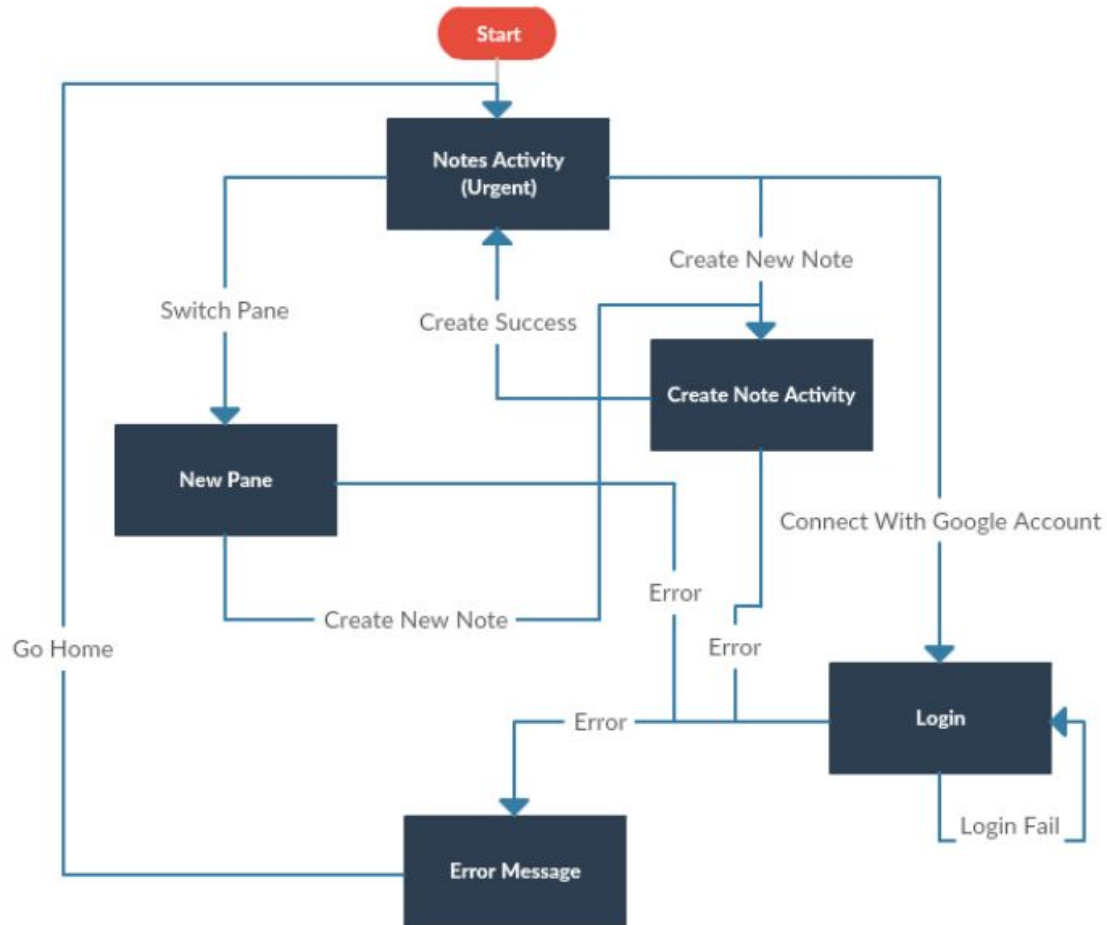 Start
Notes Activity
(Urgent)
Create New Note
Switch Pane
Create Success
Create Note Activity
New Pane
Connect With Google Account
Error
Create New Note
Go Home
Error
Login
Error
Login Fail
Error Message